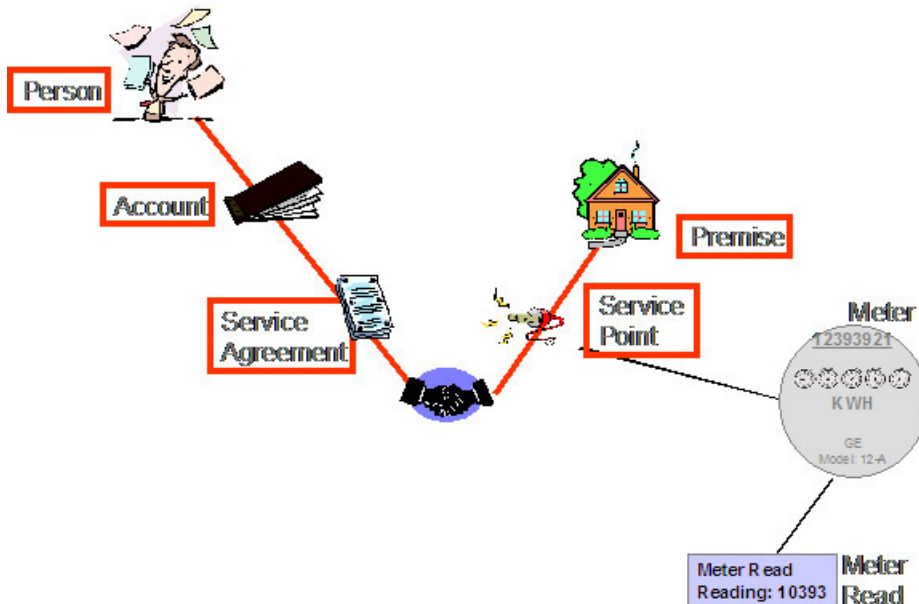 Person
Account
Premise
Service
Agreement
Service
Point
Meter
12393921
KWH
GE
Model: 12-A
Meter Read
Reading: 10393
Meter
Read